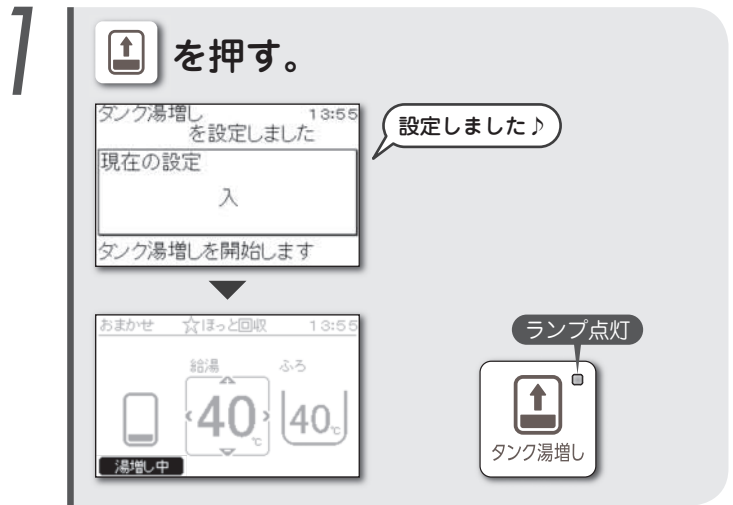 1
を押す。
タンク湯増し 13:55
を設定しました
現在の設定
入
タンク湯増しを開始します
設定しました♪
おまかせ ☆ほっと回収 13:55
給湯 ふろ
40℃ 40℃
湯増し中
ランプ点灯
タンク湯増し